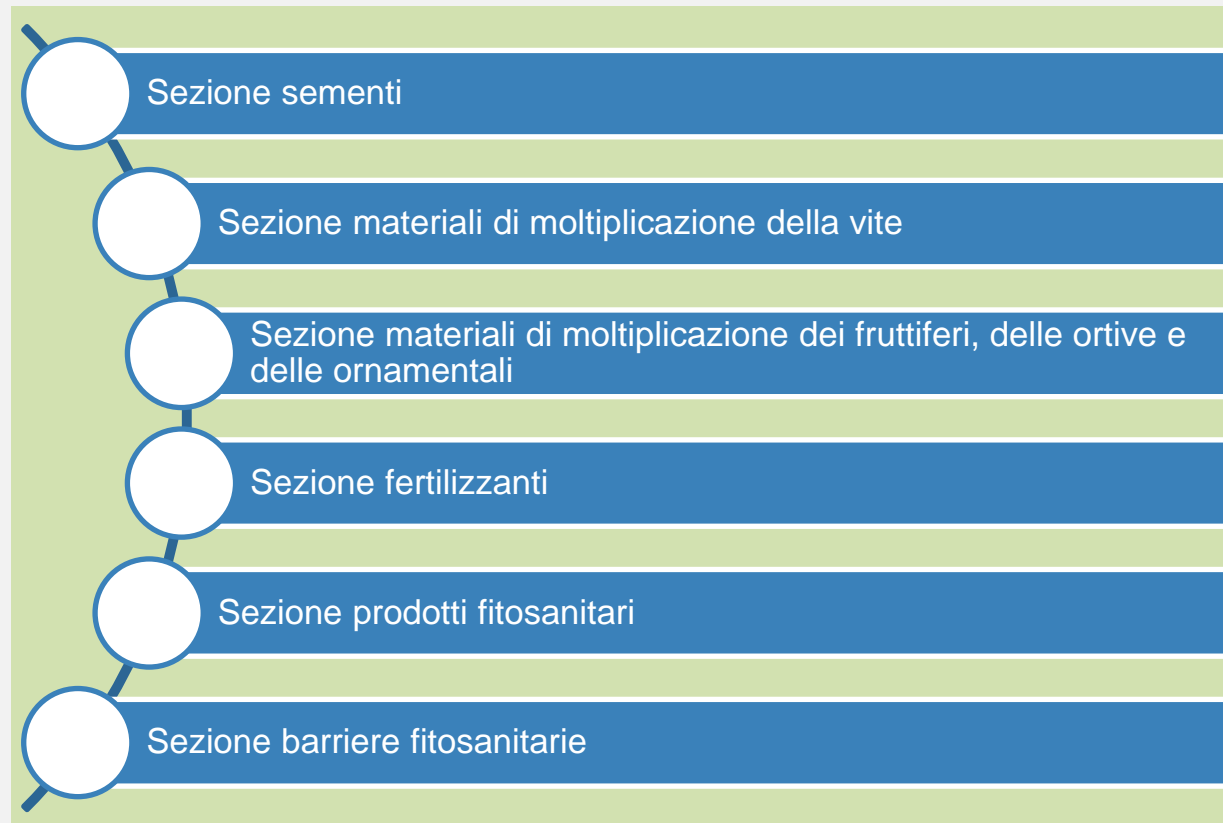 Sezione sementi
Sezione materiali di moltiplicazione della vite
Sezione materiali di moltiplicazione dei fruttiferi, delle ortive e
delle ornamentali
Sezione fertilizzanti
Sezione prodotti fitosanitari
Sezione barriere fitosanitarie